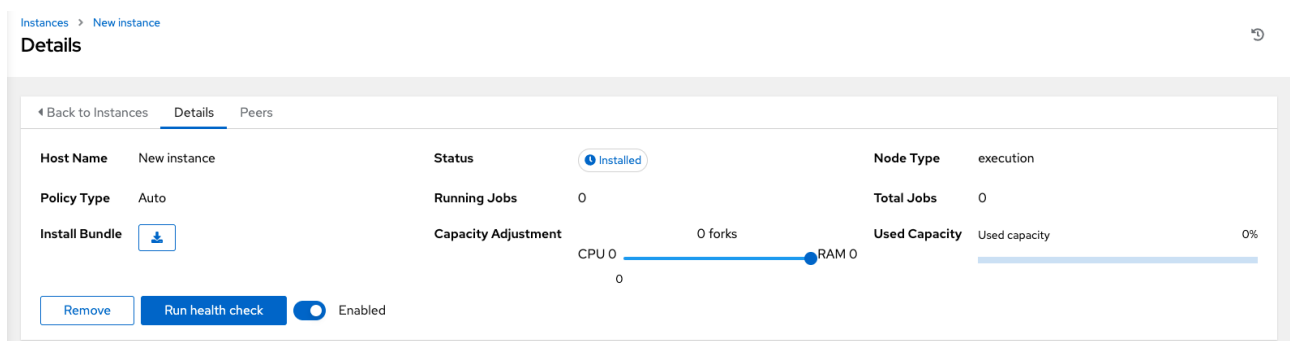 Instances > New instance
Details
Back to Instances Details Peers
Host Name New instance Status Installed Node Type execution
Policy Type Auto Running Jobs 0 Total Jobs 0
Install Bundle Capacity Adjustment 0 forks Used Capacity Used capacity 0%
CPU 0 RAM 0
0
Remove Run health check Enabled